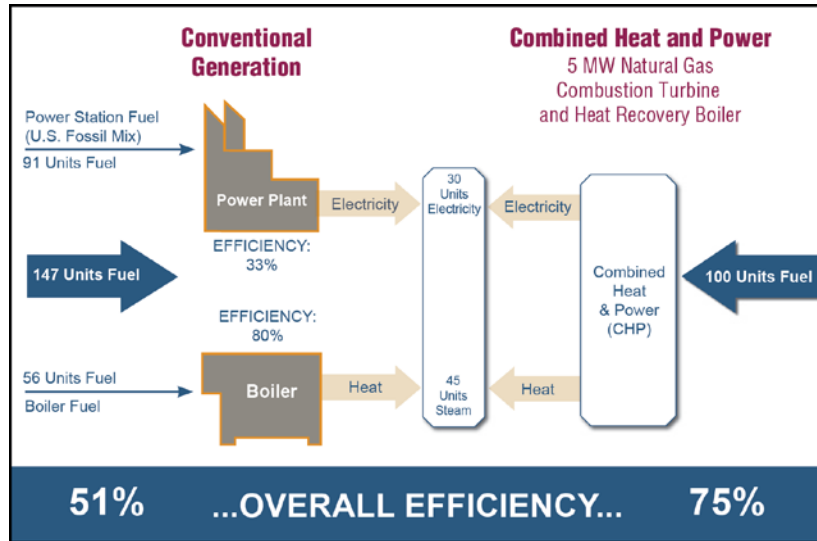 Conventional
Generation
Combined Heat and Power
5 MW Natural Gas
Combustion Turbine
and Heat Recovery Boiler
Power Station Fuel
(U.S. Fossil Mix)
91 Units Fuel
Power Plant
Electricity
30
Units
Electricity
Electricity
EFFICIENCY:
33%
147 Units Fuel
Combined
Heat
& Power
(CHP)
100 Units Fuel
EFFICIENCY:
80%
56 Units Fuel
Boiler Fuel
Boiler
Heat
45
Units
Steam
Heat
51% ...OVERALL EFFICIENCY... 75%